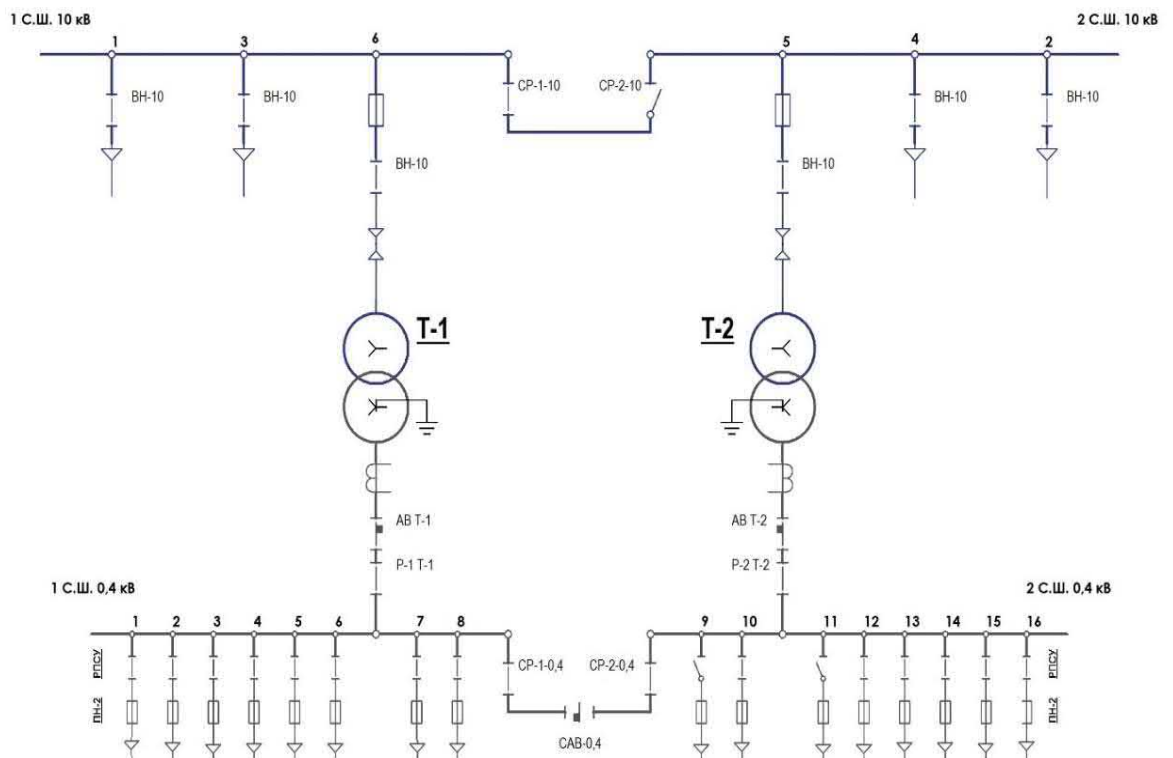 1 С.Ш. 10 кВ
2 С.Ш. 10 кВ
1 3 6 5 4 2
ВН-10 ВН-10 СР-1-10 СР-2-10 ВН-10 ВН-10
ВН-10 ВН-10
Т-1 Т-2
АВ Т-1 АВ Т-2
Р-1 Т-1 Р-2 Т-2
1 С.Ш. 0,4 кВ
2 С.Ш. 0,4 кВ
1 2 3 4 5 6 7 8 9 10 11 12 13 14 15 16
РПСУ СР-1-0,4 СР-2-0,4 РПСУ
ПН-2 ПН-2
САВ-0,4